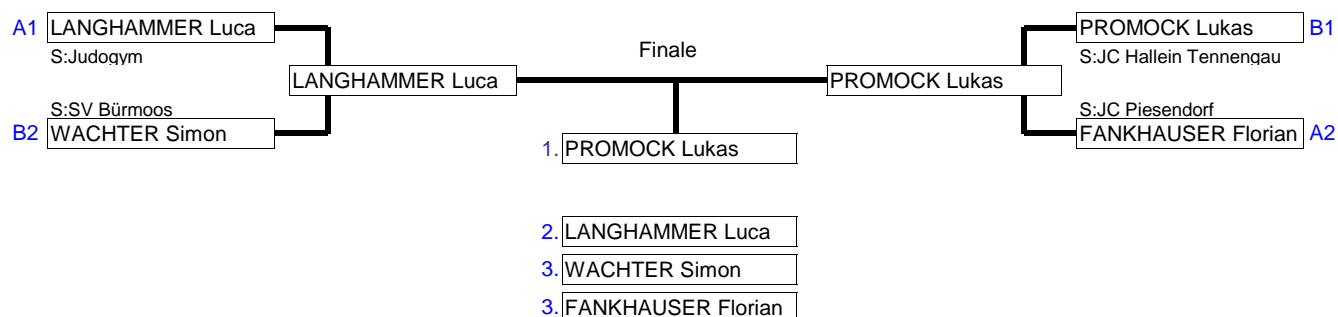 A1 LANGHAMMER Luca
S:Judogym
LANGHAMMER Luca
S:SV Bürmoos
B2 WACHTER Simon
Finale
PROMOCK Lukas B1
S:JC Hallein Tennengau
PROMOCK Lukas
S:JC Piesendorf
FANKHAUSER Florian A2
1. PROMOCK Lukas
2. LANGHAMMER Luca
3. WACHTER Simon
3. FANKHAUSER Florian